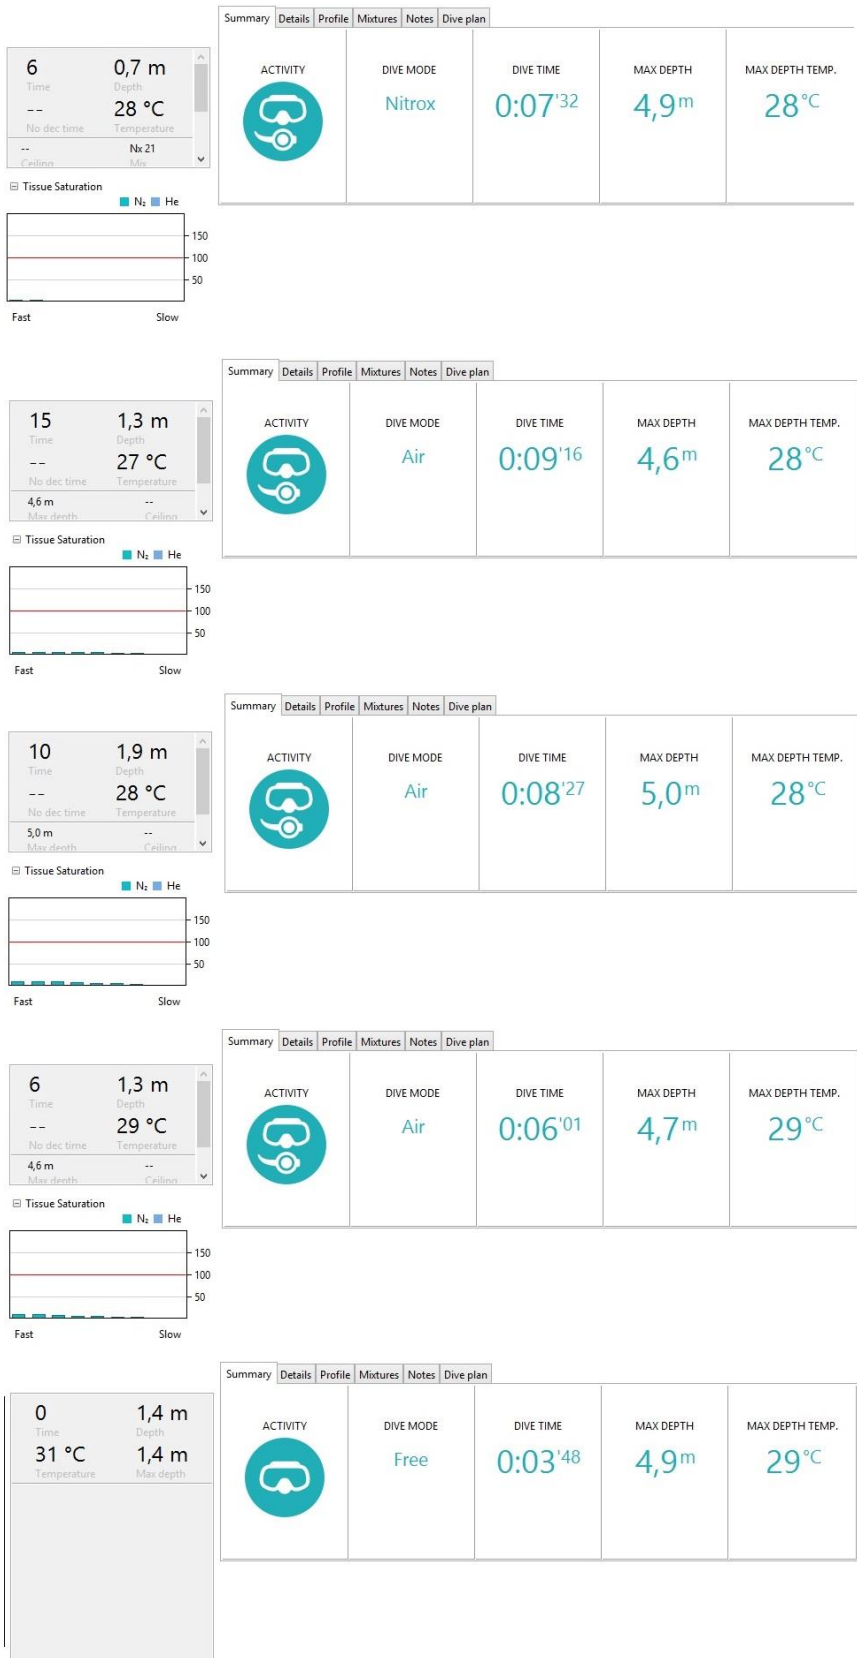 Summary Details Profile Mixtures Notes Dive plan
6 0,7 m
Time Depth
-- 28 °C
No dec time Temperature
-- Nx 21
Ceiling Mix
ACTIVITY DIVE MODE DIVE TIME MAX DEPTH MAX DEPTH TEMP.
Nitrox 0:07'32 4,9 m 28 °C
Tissue Saturation
N₂ He
150
100
50
Fast Slow
Summary Details Profile Mixtures Notes Dive plan
15 1,3 m
Time Depth
-- 27 °C
No dec time Temperature
4,6 m --
Max depth Ceiling
ACTIVITY DIVE MODE DIVE TIME MAX DEPTH MAX DEPTH TEMP.
Air 0:09'16 4,6 m 28 °C
Tissue Saturation
N₂ He
150
100
50
Fast Slow
Summary Details Profile Mixtures Notes Dive plan
10 1,9 m
Time Depth
-- 28 °C
No dec time Temperature
5,0 m --
Max depth Ceiling
ACTIVITY DIVE MODE DIVE TIME MAX DEPTH MAX DEPTH TEMP.
Air 0:08'27 5,0 m 28 °C
Tissue Saturation
N₂ He
150
100
50
Fast Slow
Summary Details Profile Mixtures Notes Dive plan
6 1,3 m
Time Depth
-- 29 °C
No dec time Temperature
4,6 m --
Max depth Ceiling
ACTIVITY DIVE MODE DIVE TIME MAX DEPTH MAX DEPTH TEMP.
Air 0:06'01 4,7 m 29 °C
Tissue Saturation
N₂ He
150
100
50
Fast Slow
Summary Details Profile Mixtures Notes Dive plan
0 1,4 m
Time Depth
31 °C 1,4 m
Temperature Max depth
ACTIVITY DIVE MODE DIVE TIME MAX DEPTH MAX DEPTH TEMP.
Free 0:03'48 4,9 m 29 °C